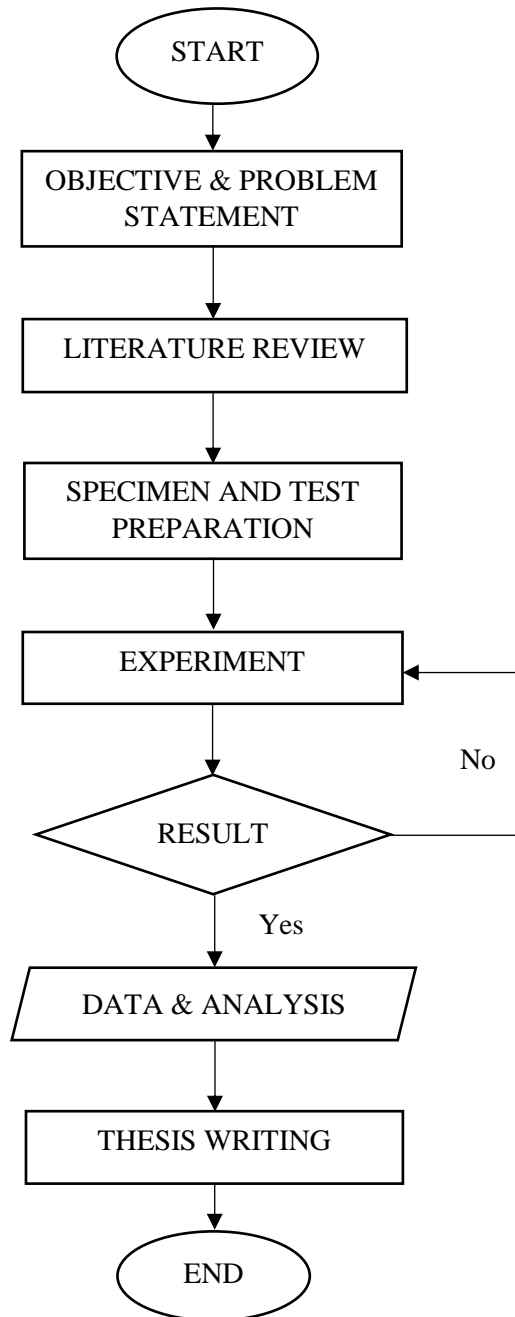 START
OBJECTIVE & PROBLEM
STATEMENT
LITERATURE REVIEW
SPECIMEN AND TEST
PREPARATION
EXPERIMENT
No
RESULT
Yes
DATA & ANALYSIS
THESIS WRITING
END